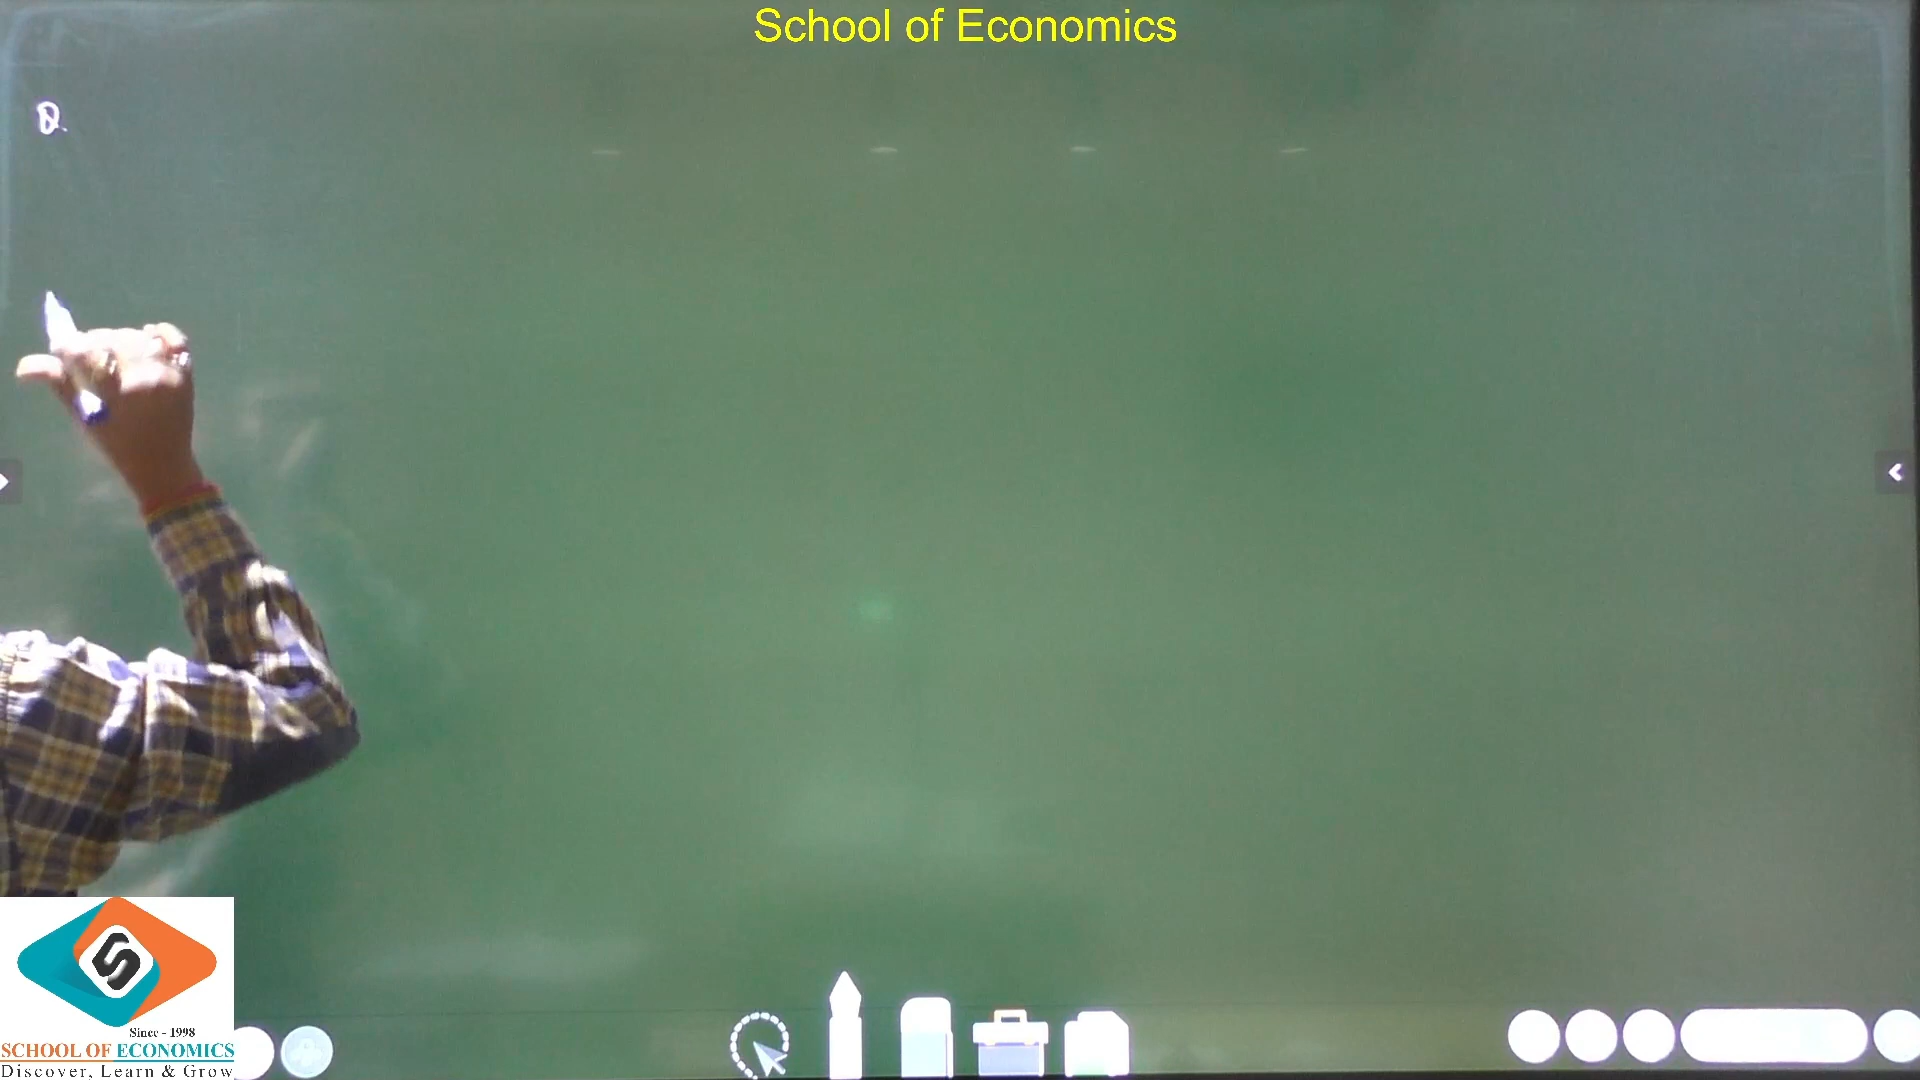 School of Economics
Q.
Since - 1998
SCHOOL OF ECONOMICS
Discover, Learn & Grow